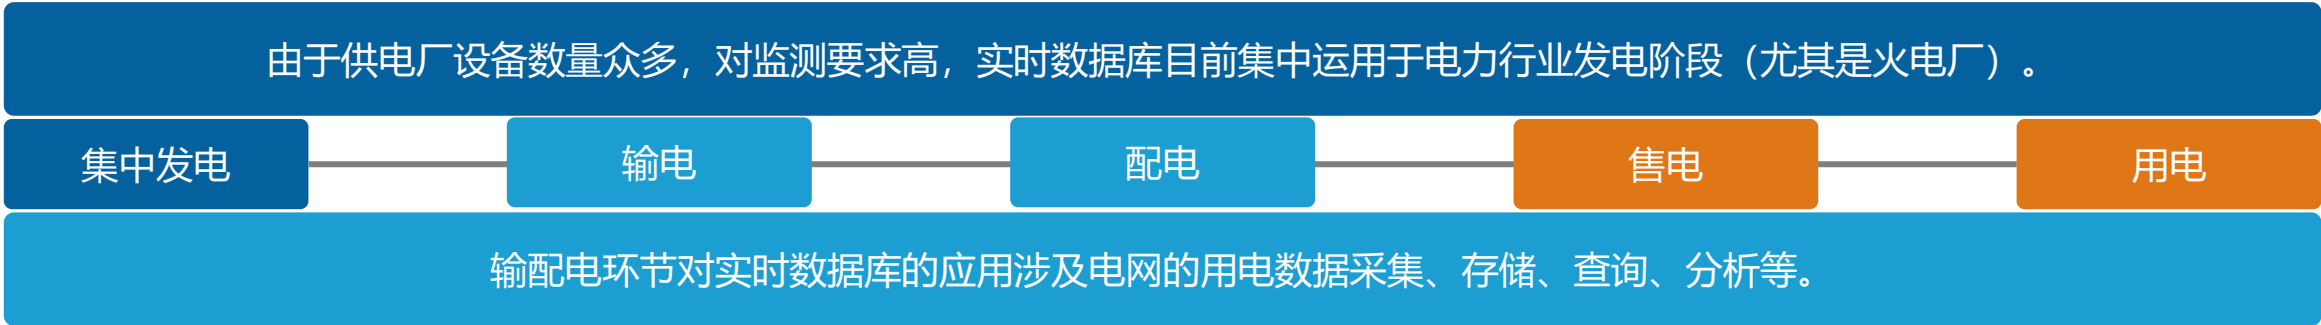 由于供电厂设备数量众多，对监测要求高，实时数据库目前集中运用于电力行业发电阶段（尤其是火电厂）。
集中发电 输电 配电 售电 用电
输配电环节对实时数据库的应用涉及电网的用电数据采集、存储、查询、分析等。